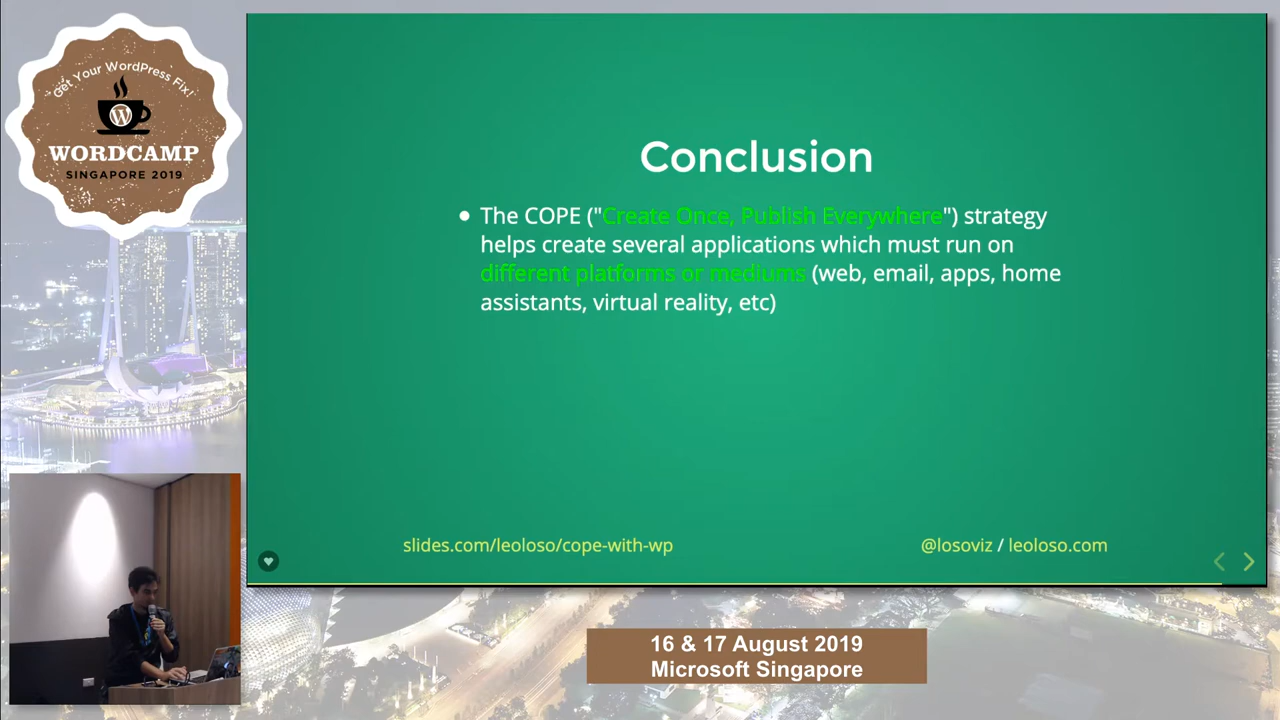 Get Your WordPress Fix!
WORDCAMP
SINGAPORE 2019
Conclusion
• The COPE ("Create Once, Publish Everywhere") strategy
helps create several applications which must run on
different platforms or mediums (web, email, apps, home
assistants, virtual reality, etc)
slides.com/leoloso/cope-with-wp
@losoviz / leoloso.com
16 & 17 August 2019
Microsoft Singapore